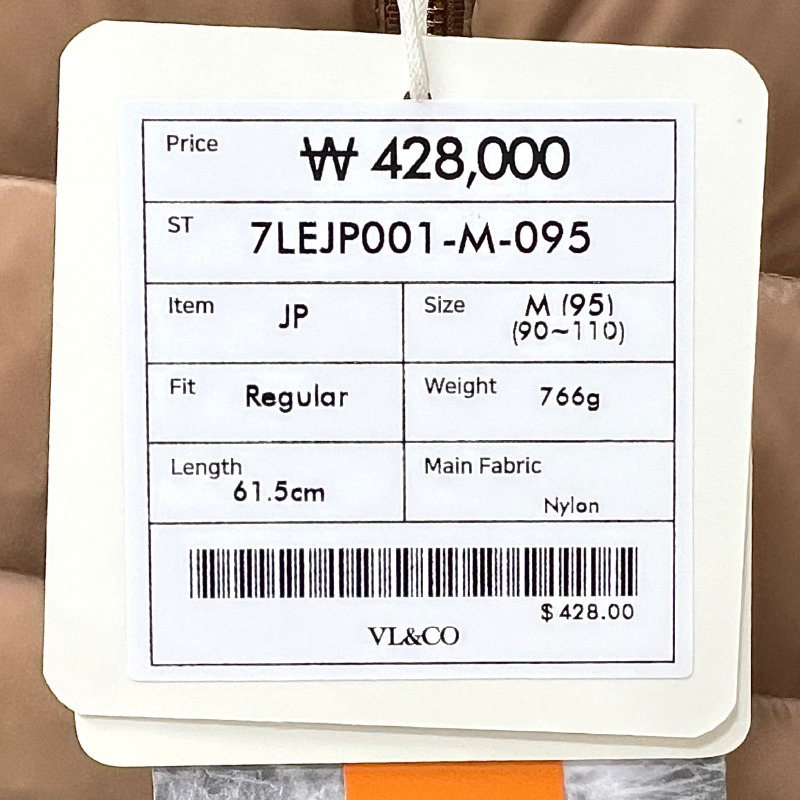 Price ₩ 428,000
ST 7LEJP001-M-095
Item JP
Size M (95)
(90~110)
Fit Regular
Weight 766g
Length
61.5cm
Main Fabric
Nylon
$ 428.00
VL&CO